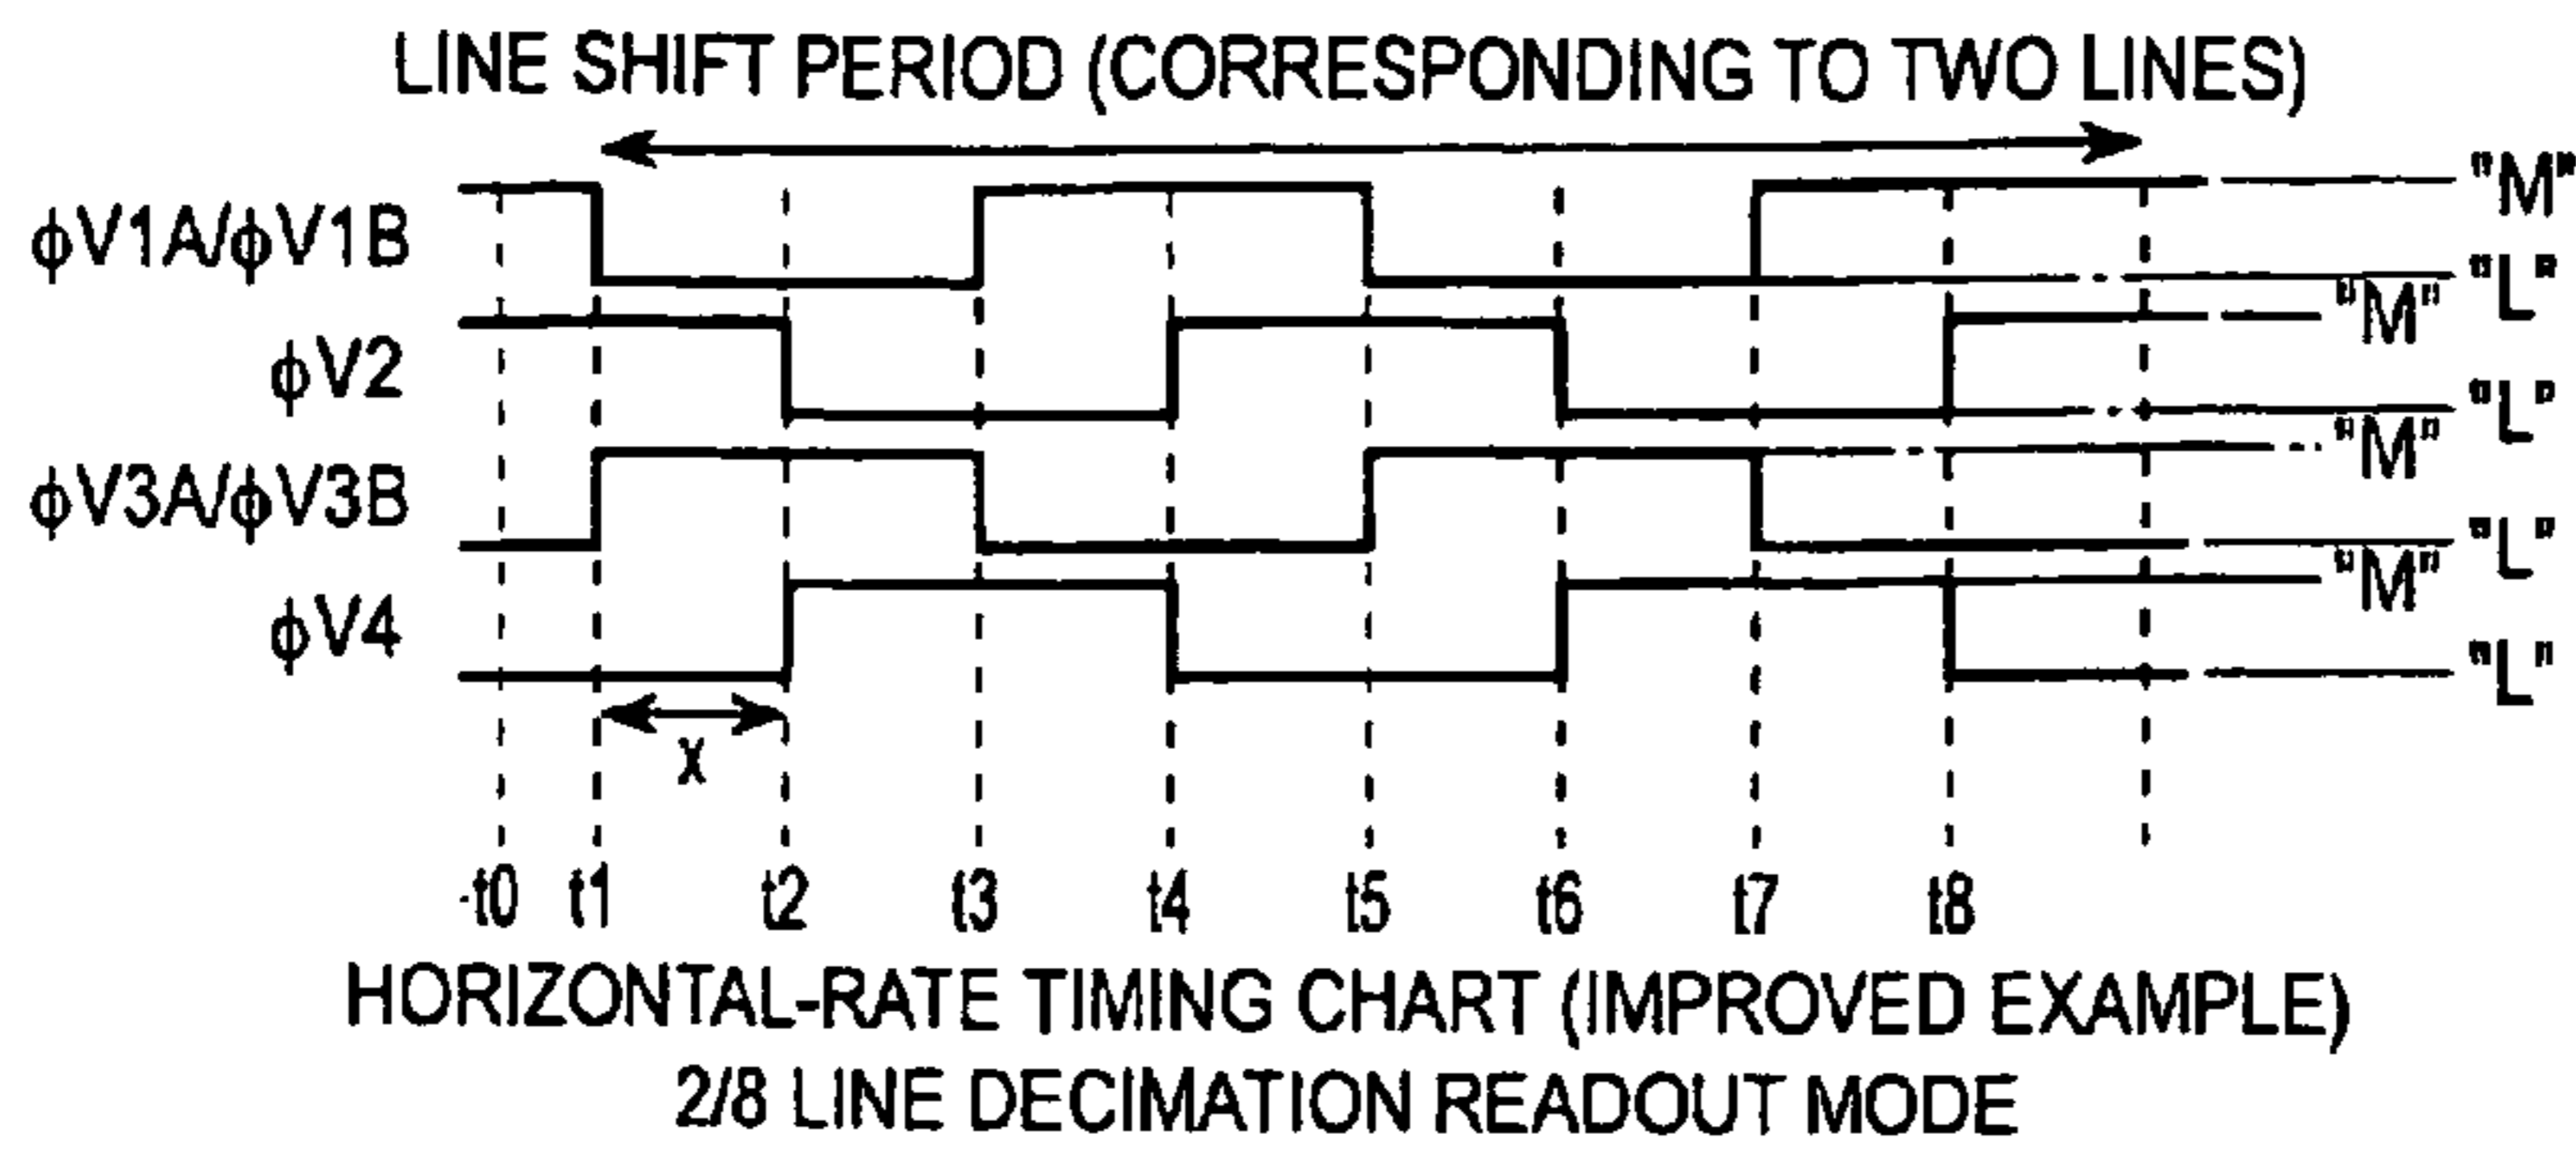 LINE SHIFT PERIOD (CORRESPONDING TO TWO LINES)
ϕV1A/ϕV1B "M"
"L"
ϕV2 "M"
"L"
ϕV3A/ϕV3B "M"
"L"
ϕV4 "M"
"L"
x
t0 t1 t2 t3 t4 t5 t6 t7 t8
HORIZONTAL-RATE TIMING CHART (IMPROVED EXAMPLE)
2/8 LINE DECIMATION READOUT MODE